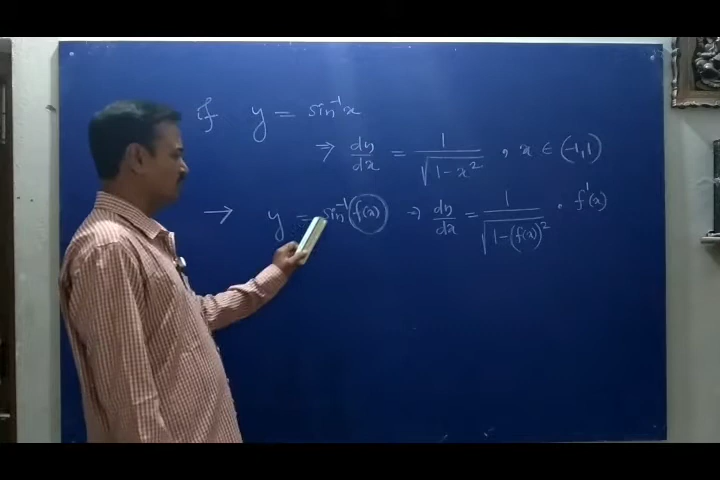 If y = sin⁻¹x
⇒ dy/dx = 1/√(1-x²) , x ∈ (-1,1)
→ y = sin⁻¹(f(x)) ⇒ dy/dx = 1/√(1-(f(x))²) · f'(x)